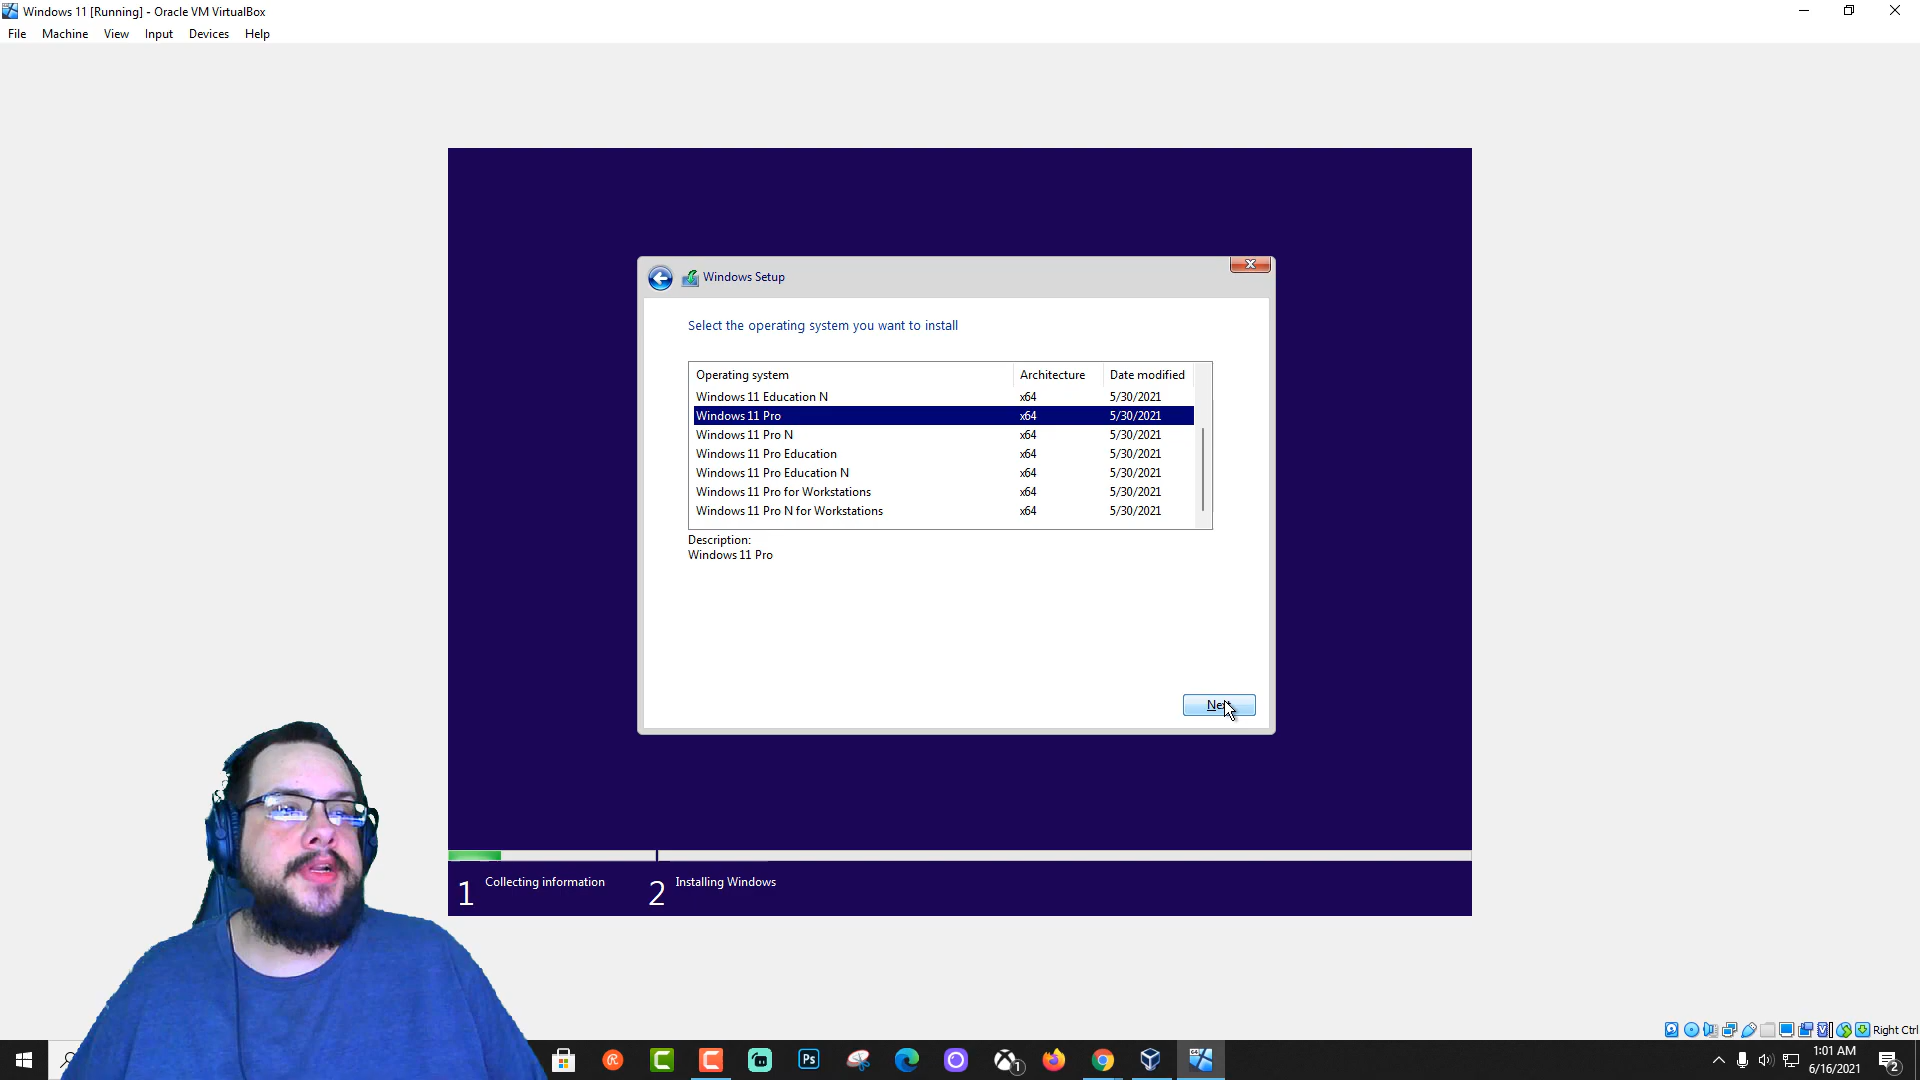 Windows 11 [Running] - Oracle VM VirtualBox
File Machine View Input Devices Help
Windows Setup
Select the operating system you want to install
Operating system Architecture Date modified
Windows 11 Education N x64 5/30/2021
Windows 11 Pro x64 5/30/2021
Windows 11 Pro N x64 5/30/2021
Windows 11 Pro Education x64 5/30/2021
Windows 11 Pro Education N x64 5/30/2021
Windows 11 Pro for Workstations x64 5/30/2021
Windows 11 Pro N for Workstations x64 5/30/2021
Description:
Windows 11 Pro
1 Collecting information 2 Installing Windows
Right Ctrl
Ps
1
64
1:01 AM
6/16/2021
2